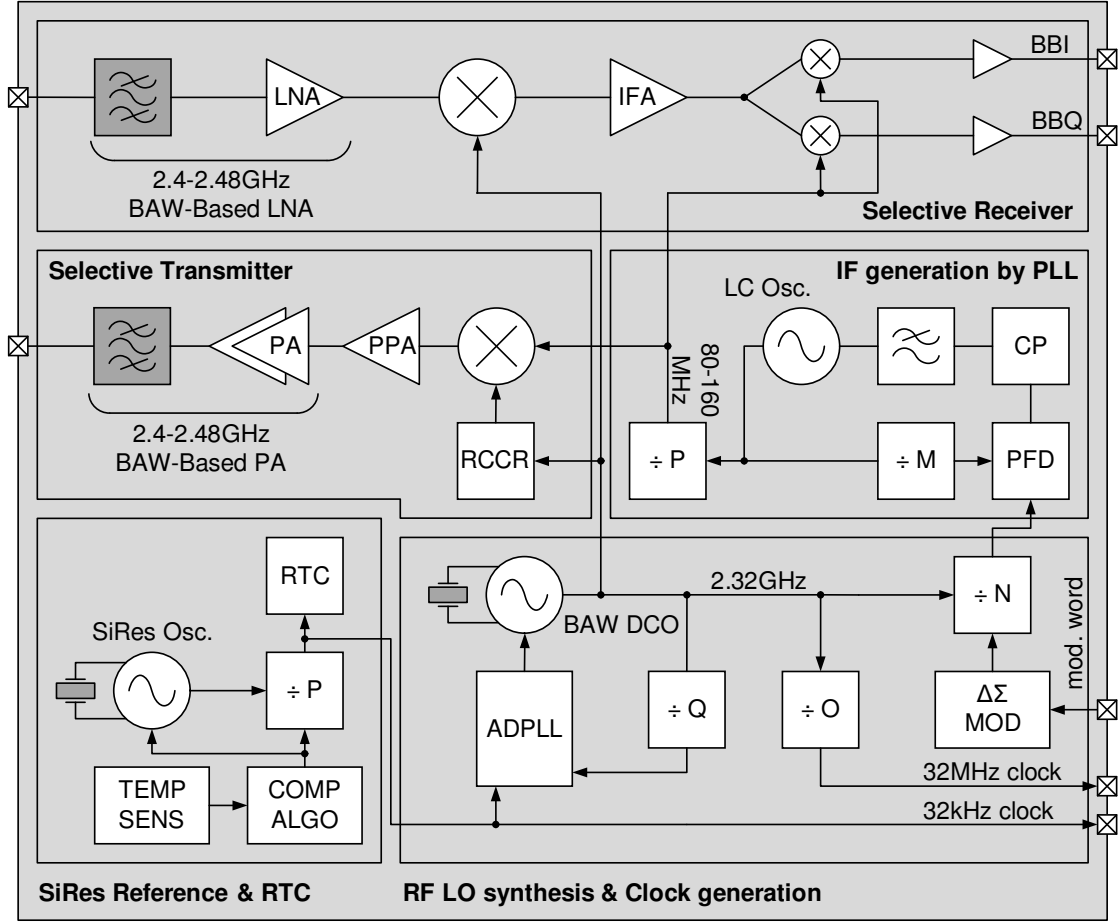 BBI
LNA
IFA
BBQ
2.4-2.48GHz
BAW-Based LNA
Selective Receiver
Selective Transmitter
IF generation by PLL
LC Osc.
PA
PPA
80-160
MHz
CP
2.4-2.48GHz
BAW-Based PA
RCCR
÷ P
÷ M
PFD
RTC
2.32GHz
÷ N
BAW DCO
SiRes Osc.
mod. word
÷ P
ADPLL
÷ Q
÷ O
ΔΣ
MOD
TEMP
SENS
COMP
ALGO
32MHz clock
32kHz clock
SiRes Reference & RTC
RF LO synthesis & Clock generation